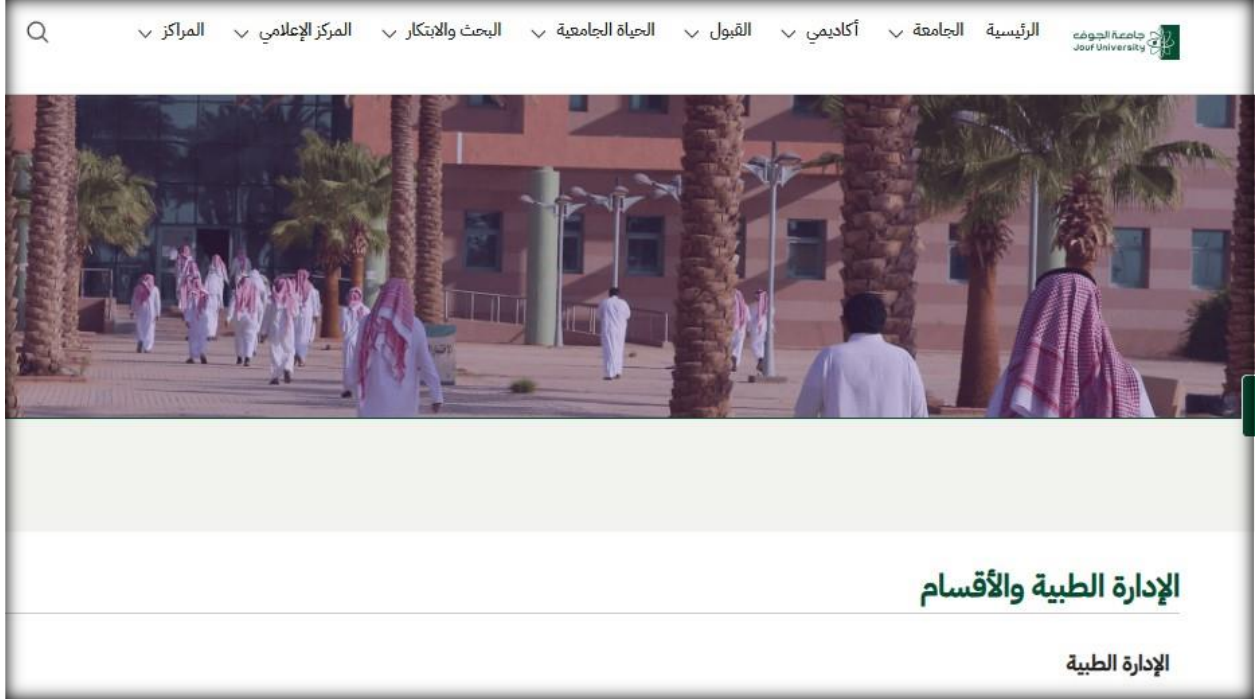 جامعة الجوف
Jouf University
الرئيسية الجامعة أكاديمي القبول الحياة الجامعية البحث والابتكار المركز الإعلامي المراكز
الإدارة الطبية والأقسام
الإدارة الطبية